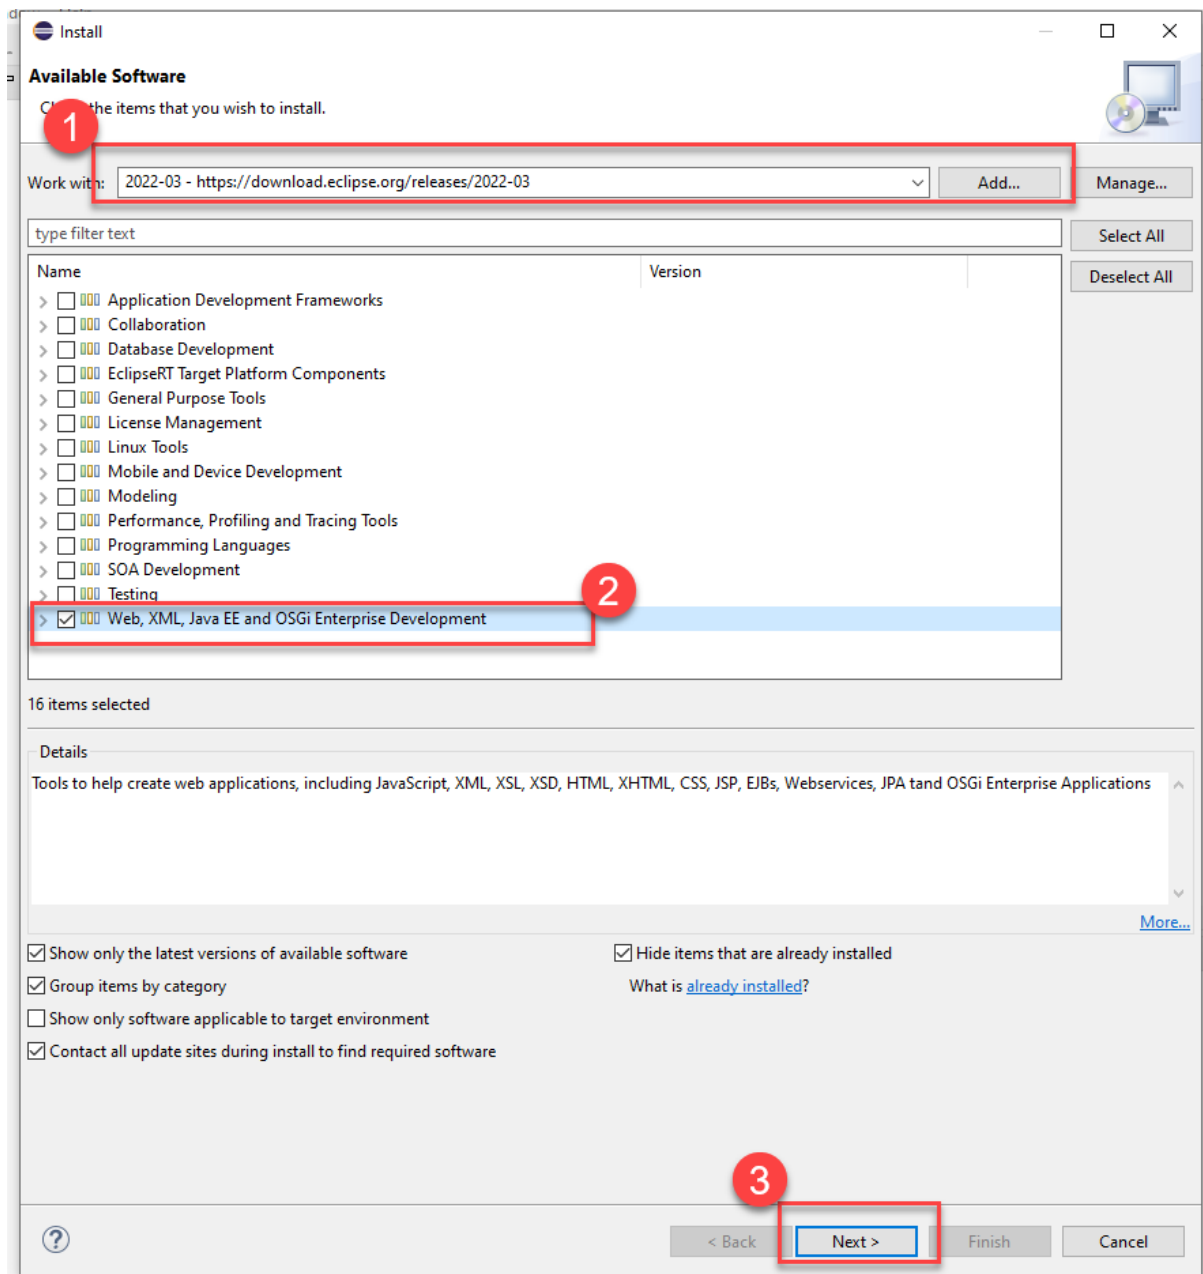 Install
Available Software
the items that you wish to install.
1
Work with: 2022-03 - https://download.eclipse.org/releases/2022-03 Add... Manage...
type filter text Select All
Name Version Deselect All
Application Development Frameworks
Collaboration
Database Development
EclipseRT Target Platform Components
General Purpose Tools
License Management
Linux Tools
Mobile and Device Development
Modeling
Performance, Profiling and Tracing Tools
Programming Languages
SOA Development
Testing
2
Web, XML, Java EE and OSGi Enterprise Development
16 items selected
Details
Tools to help create web applications, including JavaScript, XML, XSL, XSD, HTML, XHTML, CSS, JSP, EJBs, Webservices, JPA tand OSGi Enterprise Applications
More...
Show only the latest versions of available software Hide items that are already installed
Group items by category What is already installed?
Show only software applicable to target environment
Contact all update sites during install to find required software
3
? < Back Next > Finish Cancel